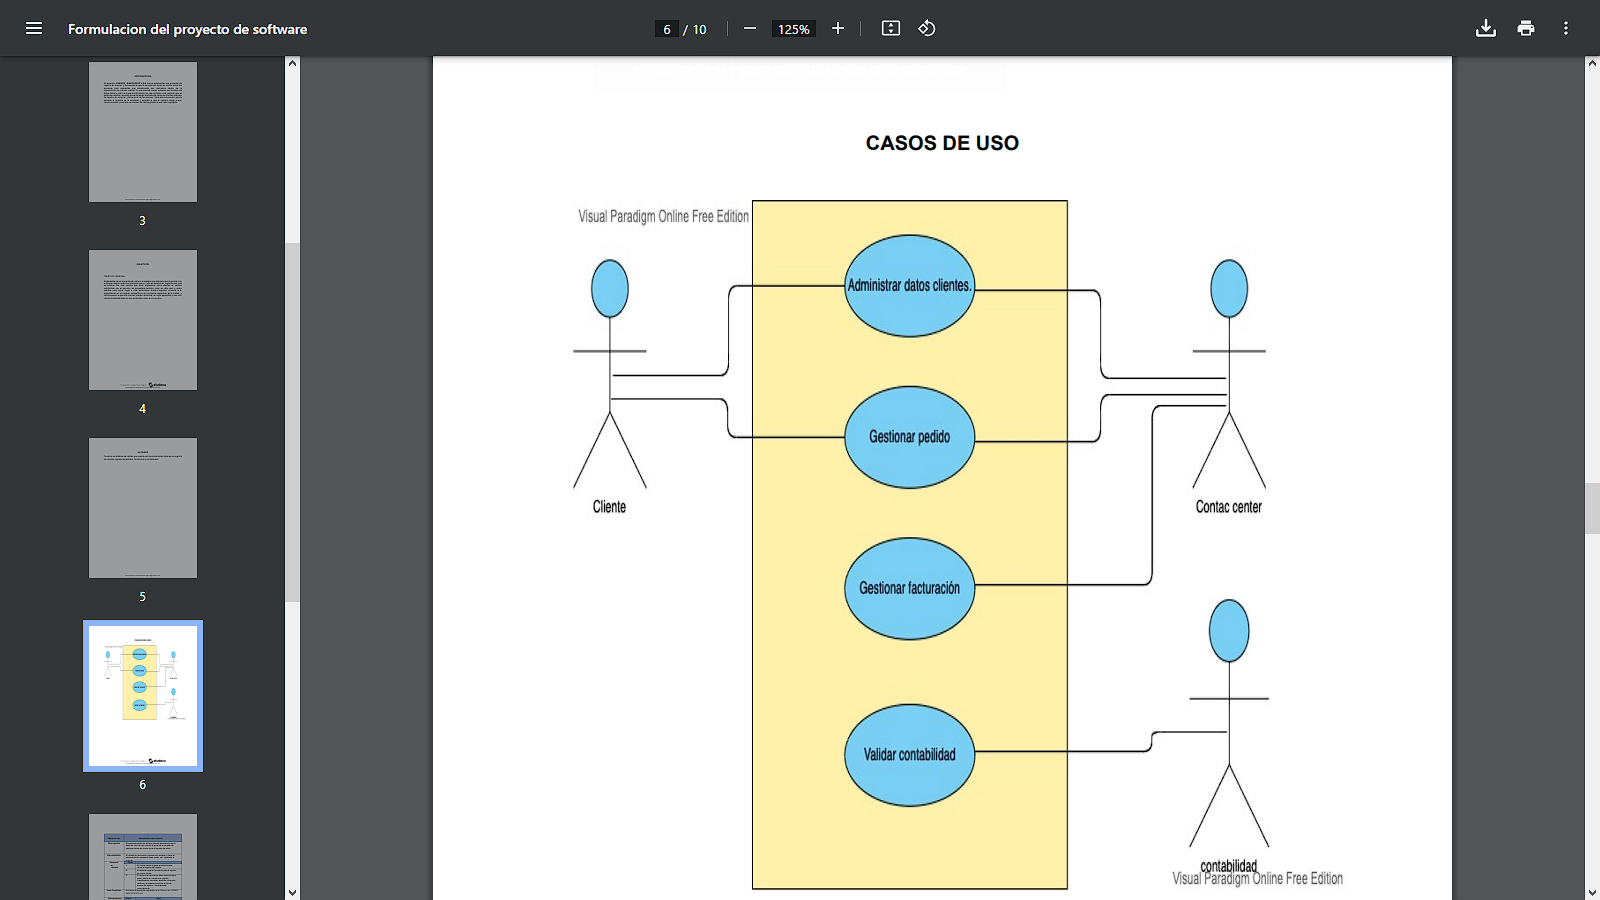 Formulacion del proyecto de software
6 / 10
125%
3
4
5
6
CASOS DE USO
Visual Paradigm Online Free Edition
Administrar datos clientes.
Gestionar pedido
Cliente
Contac center
Gestionar facturación
Validar contabilidad
contabilidad
Visual Paradigm Online Free Edition